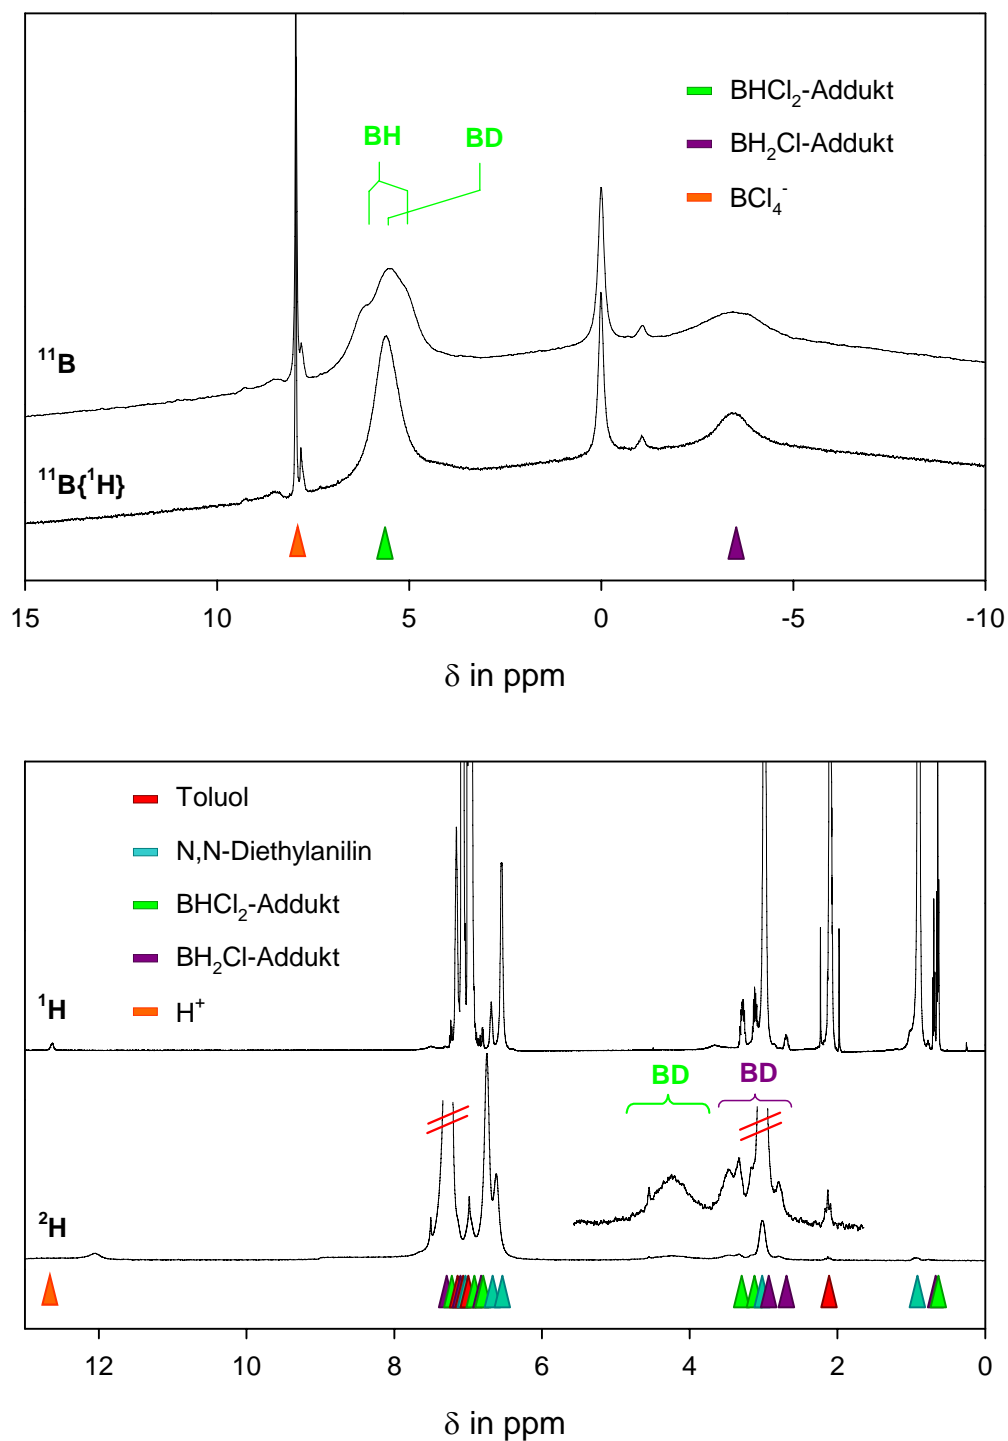 BHCl₂-Addukt
BH BD
BH₂Cl-Addukt
BCl₄⁻
¹¹B
¹¹B{¹H}
15 10 5 0 -5 -10
δ in ppm
Toluol
N,N-Diethylanilin
BHCl₂-Addukt
BH₂Cl-Addukt
¹H
H⁺
BD BD
²H
12 10 8 6 4 2 0
δ in ppm